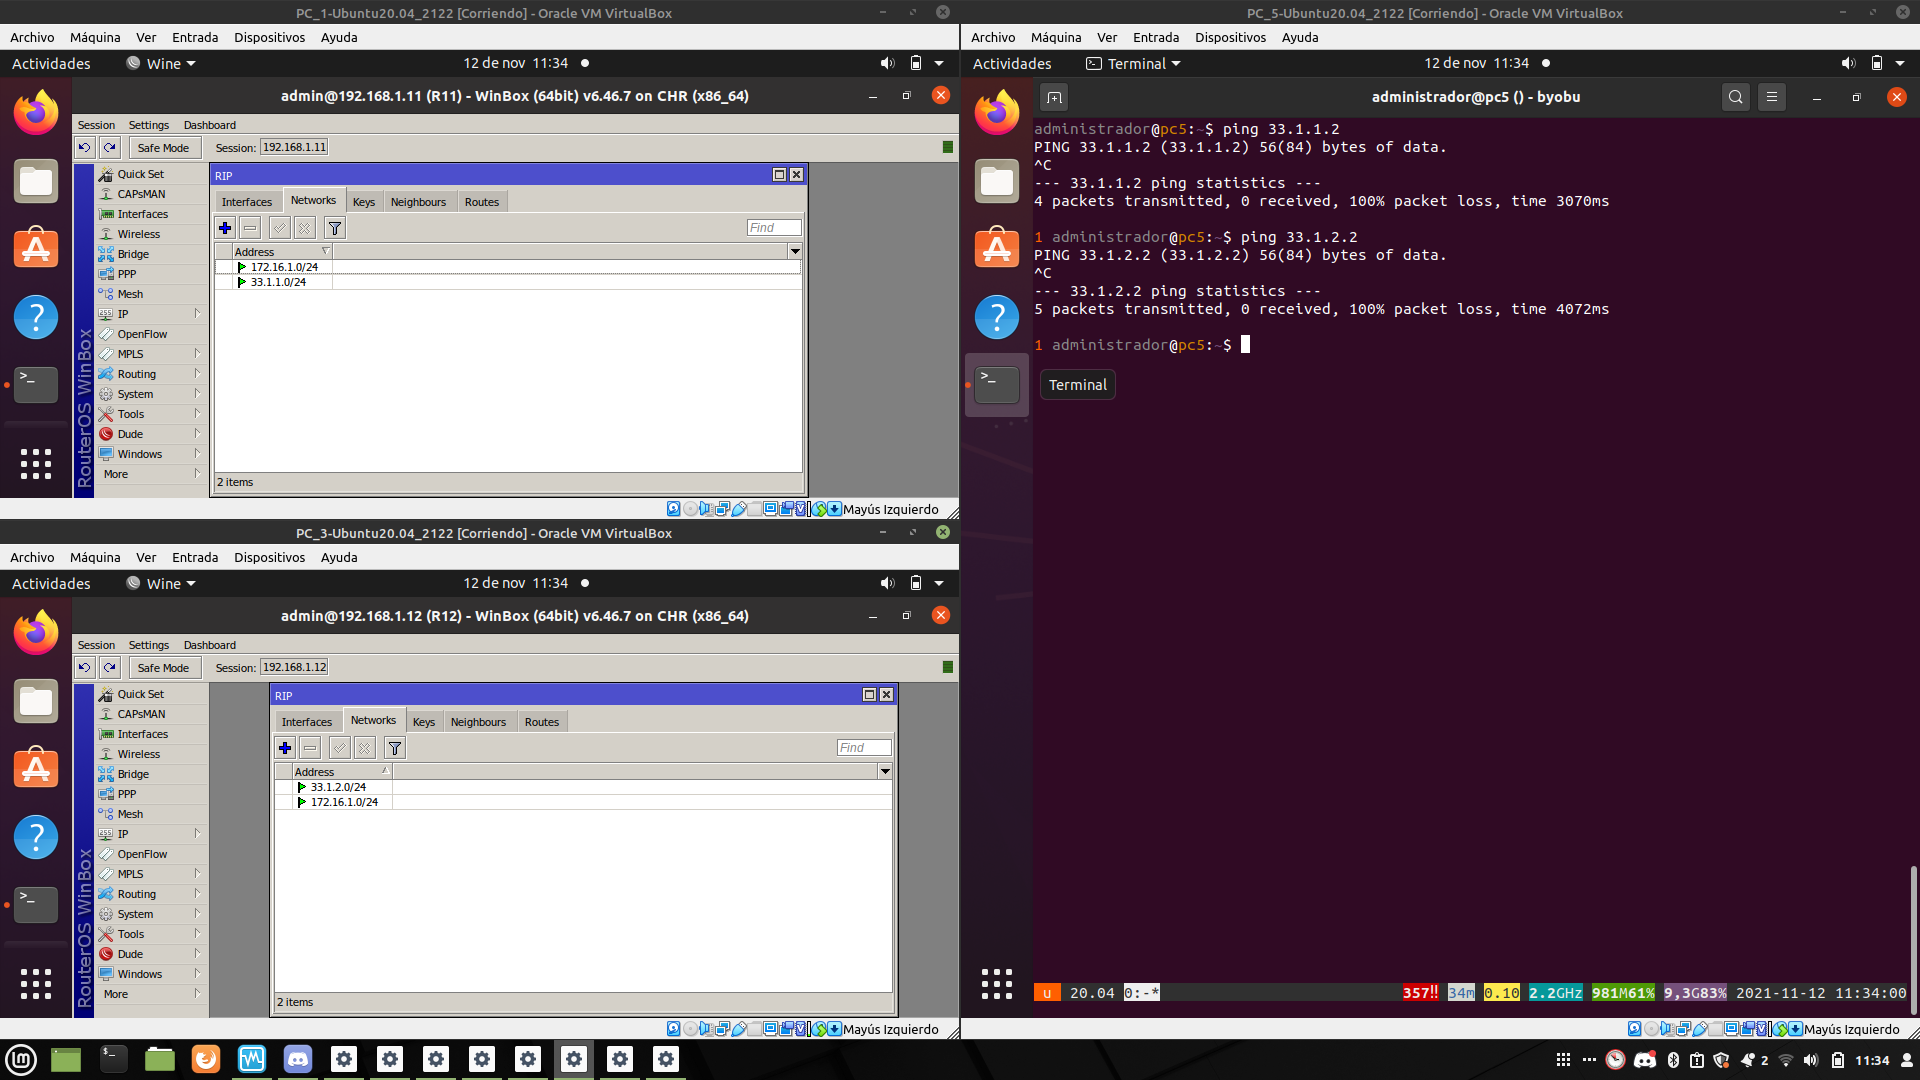 PC_1-Ubuntu20.04_2122 [Corriendo] - Oracle VM VirtualBox
Archivo Máquina Ver Entrada Dispositivos Ayuda
Actividades Wine 12 de nov 11:34
admin@192.168.1.11 (R11) - WinBox (64bit) v6.46.7 on CHR (x86_64)
Session Settings Dashboard
Safe Mode Session: 192.168.1.11
RouterOS WinBox
Quick Set
CAPsMAN
Interfaces
Wireless
Bridge
PPP
Mesh
IP
OpenFlow
MPLS
Routing
System
Tools
Dude
Windows
More
RIP
Interfaces Networks Keys Neighbours Routes
Find
Address
172.16.1.0/24
33.1.1.0/24
2 items
Mayús Izquierdo
PC_3-Ubuntu20.04_2122 [Corriendo] - Oracle VM VirtualBox
Archivo Máquina Ver Entrada Dispositivos Ayuda
Actividades Wine 12 de nov 11:34
admin@192.168.1.12 (R12) - WinBox (64bit) v6.46.7 on CHR (x86_64)
Session Settings Dashboard
Safe Mode Session: 192.168.1.12
RouterOS WinBox
Quick Set
CAPsMAN
Interfaces
Wireless
Bridge
PPP
Mesh
IP
OpenFlow
MPLS
Routing
System
Tools
Dude
Windows
More
RIP
Interfaces Networks Keys Neighbours Routes
Find
Address
33.1.2.0/24
172.16.1.0/24
2 items
Mayús Izquierdo
PC_5-Ubuntu20.04_2122 [Corriendo] - Oracle VM VirtualBox
Archivo Máquina Ver Entrada Dispositivos Ayuda
Actividades Terminal 12 de nov 11:34
administrador@pc5 () - byobu
administrador@pc5:~$ ping 33.1.1.2
PING 33.1.1.2 (33.1.1.2) 56(84) bytes of data.
^C
--- 33.1.1.2 ping statistics ---
4 packets transmitted, 0 received, 100% packet loss, time 3070ms
1 administrador@pc5:~$ ping 33.1.2.2
PING 33.1.2.2 (33.1.2.2) 56(84) bytes of data.
^C
--- 33.1.2.2 ping statistics ---
5 packets transmitted, 0 received, 100% packet loss, time 4072ms
1 administrador@pc5:~$
Terminal
u 20.04 0:-* 357!! 34m 0.10 2.2GHz 981M61% 9,3G83% 2021-11-12 11:34:00
Mayús Izquierdo
2 11:34